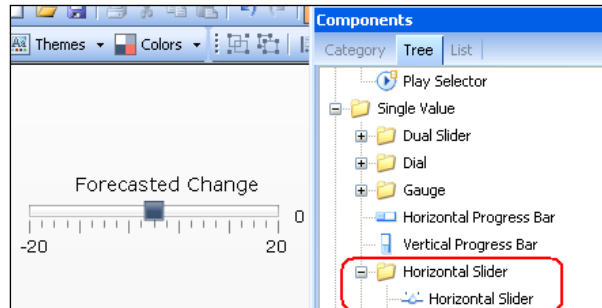 Components
Themes
Colors
Category Tree List
Play Selector
Single Value
Dual Slider
Dial
Gauge
Horizontal Progress Bar
Vertical Progress Bar
Horizontal Slider
Horizontal Slider
Forecasted Change
0
-20 20